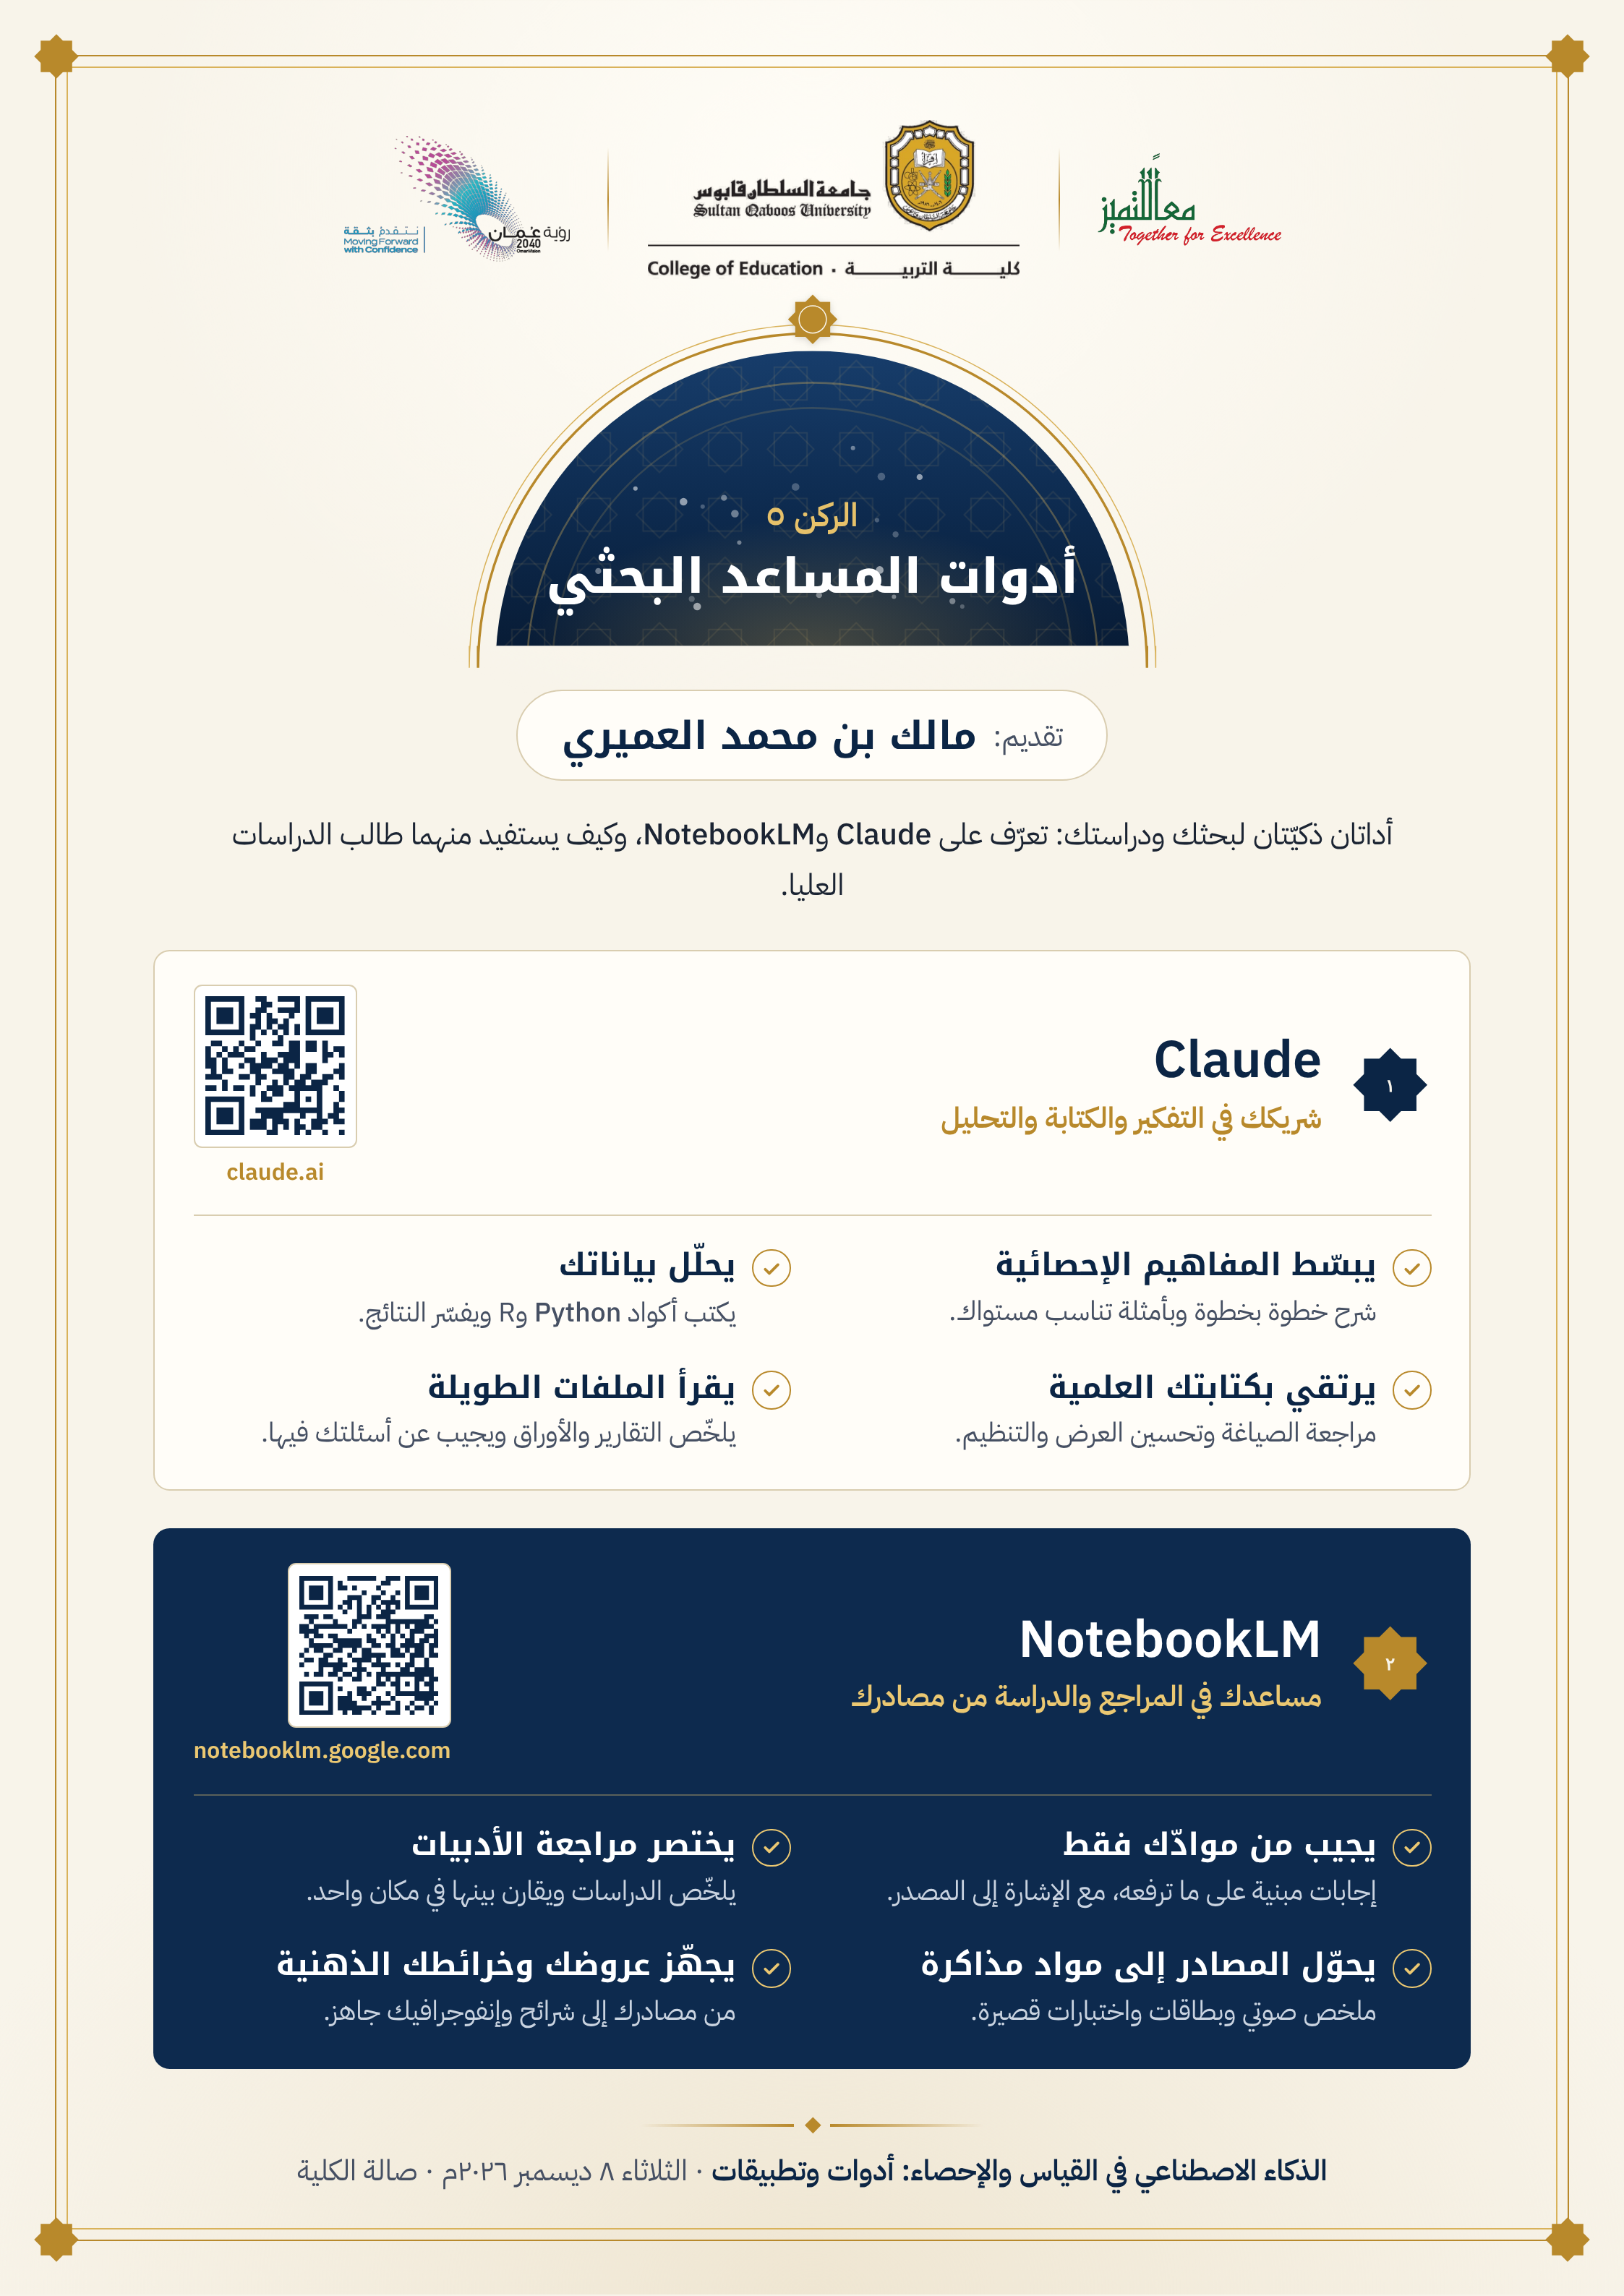 معاً للتميز
Together for Excellence
جامعة السلطان قابوس
Sultan Qaboos University
كليـــــة التربيـــــة · College of Education
رؤية عُمان
2040
نتقدم بثقة
Moving Forward
with Confidence
الركن ٥
أدوات المساعد البحثي
تقديم: مالك بن محمد العميري
أداتان ذكيّتان لبحثك ودراستك: تعرّف على Claude وNotebookLM، وكيف يستفيد منهما طالب الدراسات
العليا.
١
Claude
شريكك في التفكير والكتابة والتحليل
claude.ai
يبسّط المفاهيم الإحصائية
شرح خطوة بخطوة وبأمثلة تناسب مستواك.
يحلّل بياناتك
يكتب أكواد Python وR ويفسّر النتائج.
يرتقي بكتابتك العلمية
مراجعة الصياغة وتحسين العرض والتنظيم.
يقرأ الملفات الطويلة
يلخّص التقارير والأوراق ويجيب عن أسئلتك فيها.
٢
NotebookLM
مساعدك في المراجع والدراسة من مصادرك
notebooklm.google.com
يجيب من موادّك فقط
إجابات مبنية على ما ترفعه، مع الإشارة إلى المصدر.
يختصر مراجعة الأدبيات
يلخّص الدراسات ويقارن بينها في مكان واحد.
يحوّل المصادر إلى مواد مذاكرة
ملخص صوتي وبطاقات واختبارات قصيرة.
يجهّز عروضك وخرائطك الذهنية
من مصادرك إلى شرائح وإنفوجرافيك جاهز.
الذكاء الاصطناعي في القياس والإحصاء: أدوات وتطبيقات · الثلاثاء ٨ ديسمبر ٢٠٢٦م · صالة الكلية